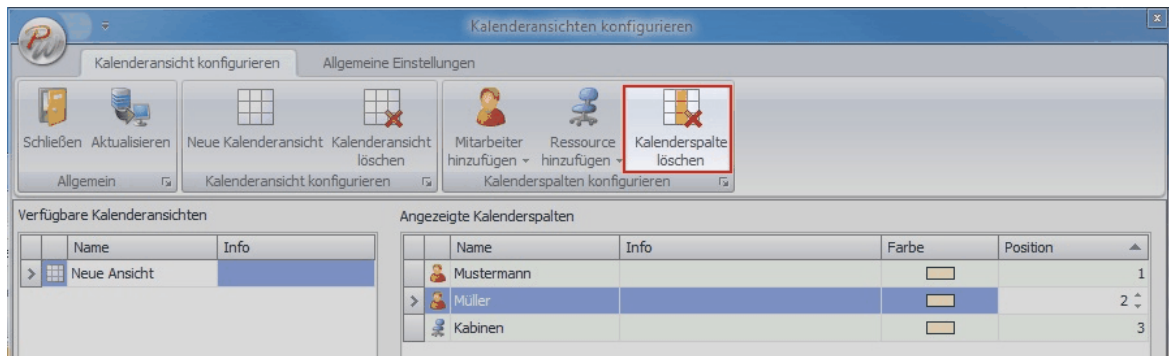 Kalenderansichten konfigurieren
x
PW
Kalenderansicht konfigurieren Allgemeine Einstellungen
Schließen Aktualisieren Neue Kalenderansicht Kalenderansicht löschen Mitarbeiter hinzufügen Ressource hinzufügen Kalenderspalte löschen
Allgemein Kalenderansicht konfigurieren Kalenderspalten konfigurieren
Verfügbare Kalenderansichten Angezeigte Kalenderspalten
Name Info Name Info Farbe Position
Neue Ansicht Mustermann 1
Müller 2
Kabinen 3